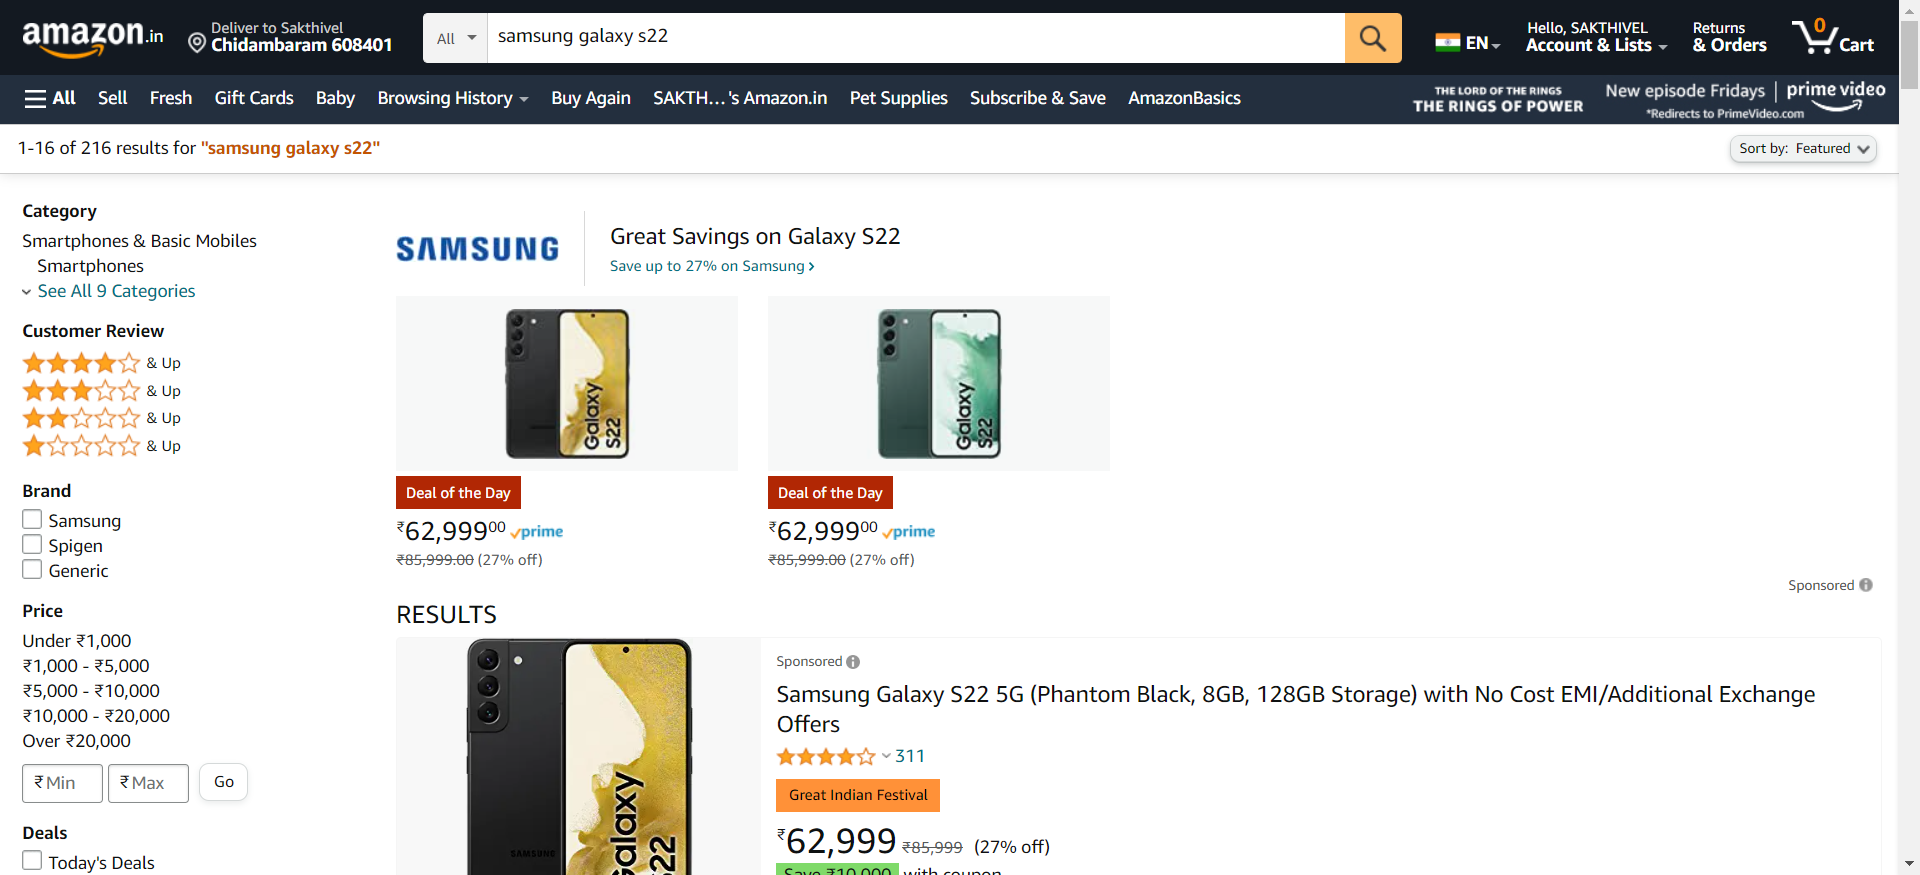 amazon.in
Deliver to Sakthivel
Chidambaram 608401
All
samsung galaxy s22
EN
Hello, SAKTHIVEL
Account & Lists
Returns
& Orders
0
Cart
All Sell Fresh Gift Cards Baby Browsing History Buy Again SAKTH...'s Amazon.in Pet Supplies Subscribe & Save AmazonBasics
THE LORD OF THE RINGS
THE RINGS OF POWER
New episode Fridays
prime video
*Redirects to PrimeVideo.com
1-16 of 216 results for "samsung galaxy s22"
Sort by: Featured
Category
Smartphones & Basic Mobiles
Smartphones
See All 9 Categories
Customer Review
& Up
& Up
& Up
& Up
Brand
Samsung
Spigen
Generic
Price
Under ₹1,000
₹1,000 - ₹5,000
₹5,000 - ₹10,000
₹10,000 - ₹20,000
Over ₹20,000
₹ Min
₹ Max
Go
Deals
Today's Deals
SAMSUNG
Great Savings on Galaxy S22
Save up to 27% on Samsung
Galaxy
S22
Deal of the Day
₹62,99900 prime
₹85,999.00 (27% off)
Galaxy
S22
Deal of the Day
₹62,99900 prime
₹85,999.00 (27% off)
Sponsored
RESULTS
SAMSUNG
Galaxy
S22
Sponsored
Samsung Galaxy S22 5G (Phantom Black, 8GB, 128GB Storage) with No Cost EMI/Additional Exchange
Offers
311
Great Indian Festival
₹62,999 ₹85,999 (27% off)
Save ₹10,000 with coupon